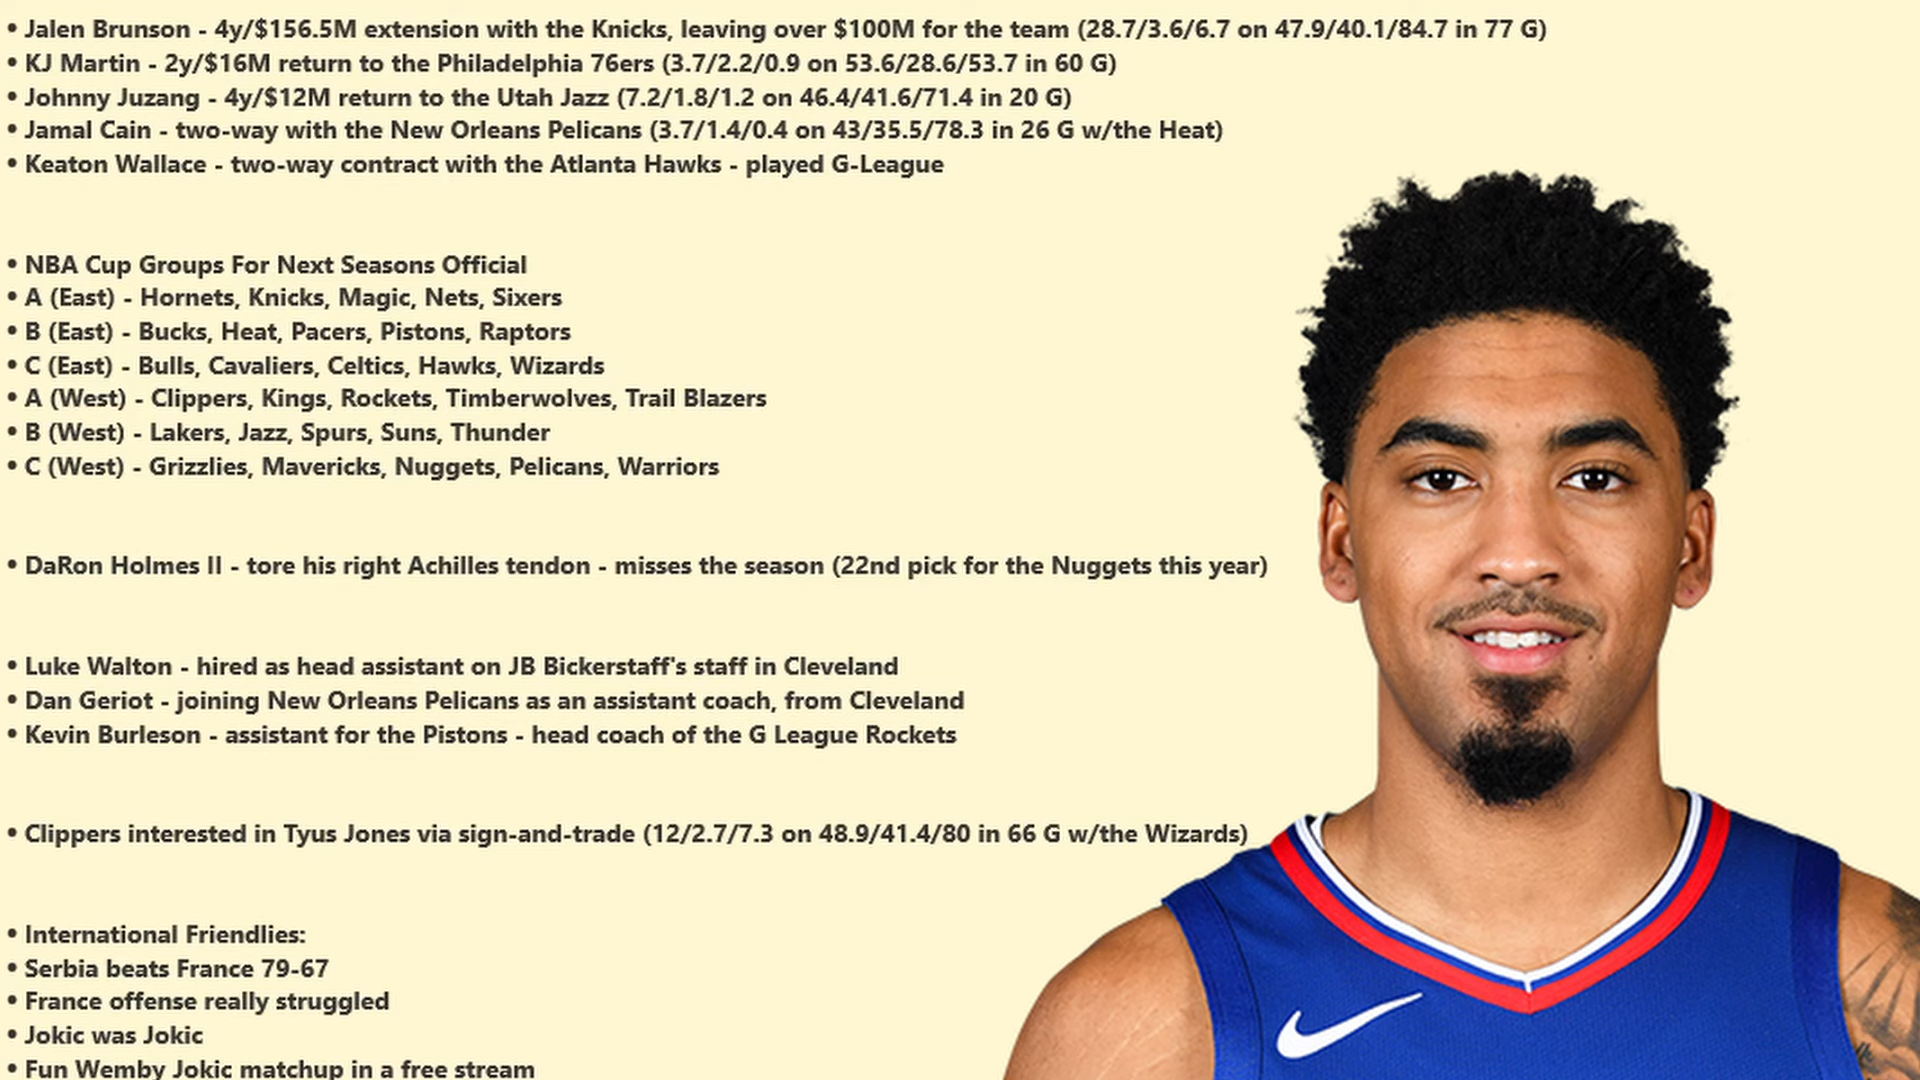 • Jalen Brunson - 4y/$156.5M extension with the Knicks, leaving over $100M for the team (28.7/3.6/6.7 on 47.9/40.1/84.7 in 77 G)
• KJ Martin - 2y/$16M return to the Philadelphia 76ers (3.7/2.2/0.9 on 53.6/28.6/53.7 in 60 G)
• Johnny Juzang - 4y/$12M return to the Utah Jazz (7.2/1.8/1.2 on 46.4/41.6/71.4 in 20 G)
• Jamal Cain - two-way with the New Orleans Pelicans (3.7/1.4/0.4 on 43/35.5/78.3 in 26 G w/the Heat)
• Keaton Wallace - two-way contract with the Atlanta Hawks - played G-League
• NBA Cup Groups For Next Seasons Official
• A (East) - Hornets, Knicks, Magic, Nets, Sixers
• B (East) - Bucks, Heat, Pacers, Pistons, Raptors
• C (East) - Bulls, Cavaliers, Celtics, Hawks, Wizards
• A (West) - Clippers, Kings, Rockets, Timberwolves, Trail Blazers
• B (West) - Lakers, Jazz, Spurs, Suns, Thunder
• C (West) - Grizzlies, Mavericks, Nuggets, Pelicans, Warriors
• DaRon Holmes II - tore his right Achilles tendon - misses the season (22nd pick for the Nuggets this year)
• Luke Walton - hired as head assistant on JB Bickerstaff's staff in Cleveland
• Dan Geriot - joining New Orleans Pelicans as an assistant coach, from Cleveland
• Kevin Burleson - assistant for the Pistons - head coach of the G League Rockets
• Clippers interested in Tyus Jones via sign-and-trade (12/2.7/7.3 on 48.9/41.4/80 in 66 G w/the Wizards)
• International Friendlies:
• Serbia beats France 79-67
• France offense really struggled
• Jokic was Jokic
• Fun Wemby Jokic matchup in a free stream